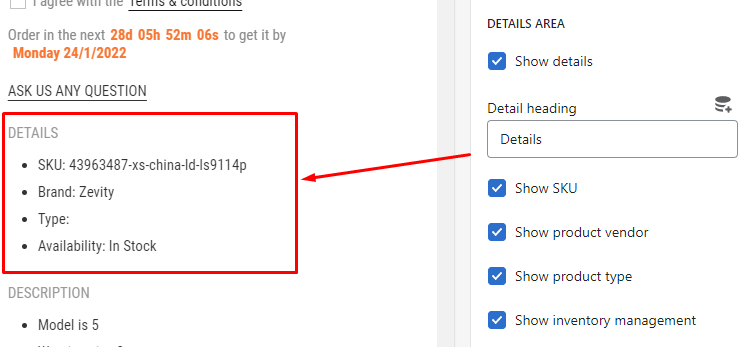 I agree with the Terms & conditions
Order in the next 28d 05h 52m 06s to get it by
Monday 24/1/2022
ASK US ANY QUESTION
DETAILS
SKU: 43963487-xs-china-ld-ls9114p
Brand: Zevity
Type:
Availability: In Stock
DESCRIPTION
Model is 5
DETAILS AREA
Show details
Detail heading
Details
Show SKU
Show product vendor
Show product type
Show inventory management